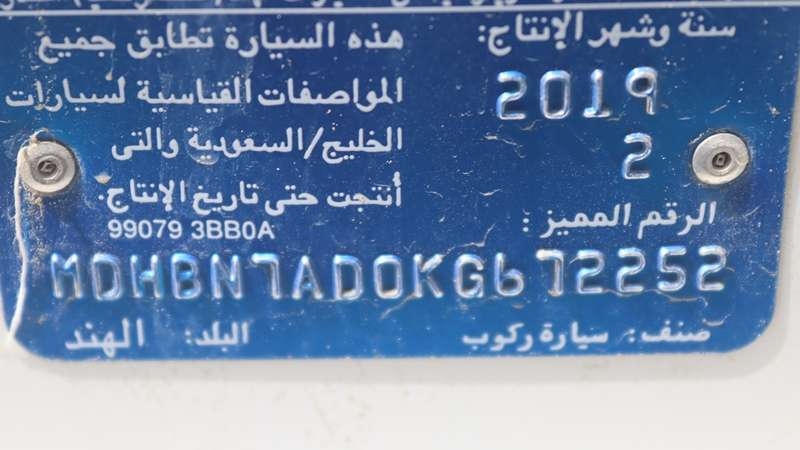 سنة وشهر الإنتاج:
2019
2
الرقم المميز :
هذه السيارة تطابق جميع
المواصفات القياسية لسيارات
الخليج/السعودية والتى
أنتجت حتى تاريخ الإنتاج.
99079 3BB0A
MDHBN7AD0KG672252
صنف: سيارة ركوب
البلد: الهند